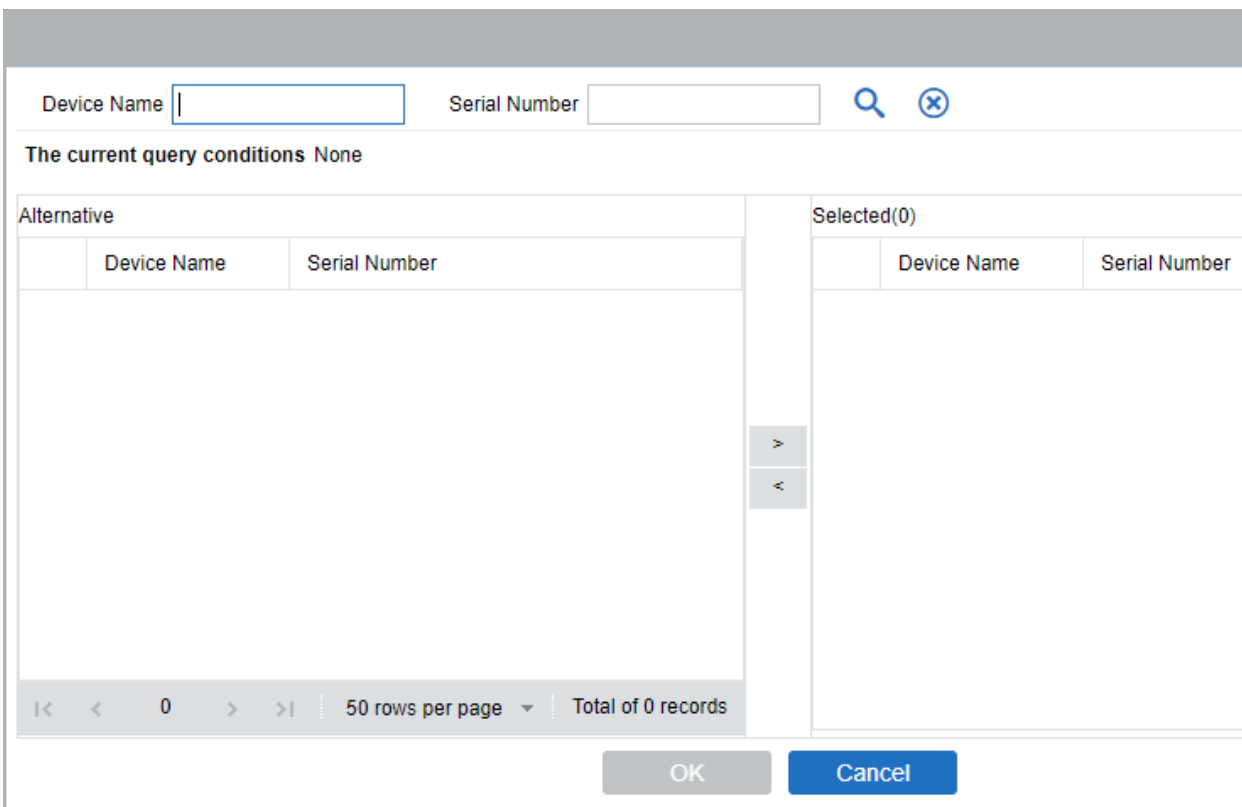 Device Name Serial Number
The current query conditions None
Alternative Selected(0)
Device Name Serial Number Device Name Serial Number
>
<
|< < 0 > >| 50 rows per page Total of 0 records
OK Cancel